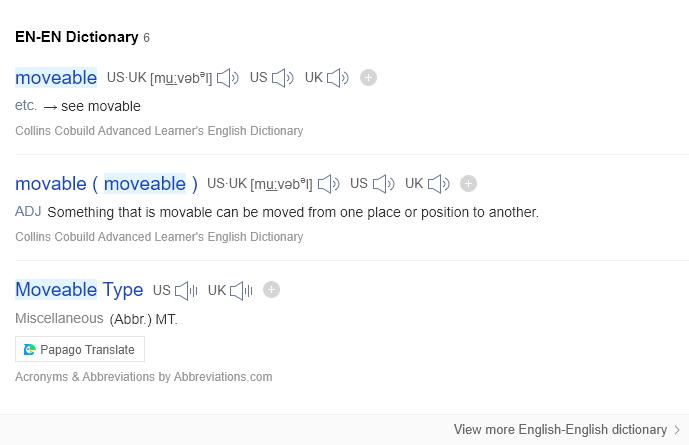 EN-EN Dictionary 6
moveable US·UK [mu:vəbᵊl] US UK
etc. → see movable
Collins Cobuild Advanced Learner's English Dictionary
movable ( moveable ) US·UK [mu:vəbᵊl] US UK
ADJ Something that is movable can be moved from one place or position to another.
Collins Cobuild Advanced Learner's English Dictionary
Moveable Type US UK
Miscellaneous (Abbr.) MT.
Papago Translate
Acronyms & Abbreviations by Abbreviations.com
View more English-English dictionary